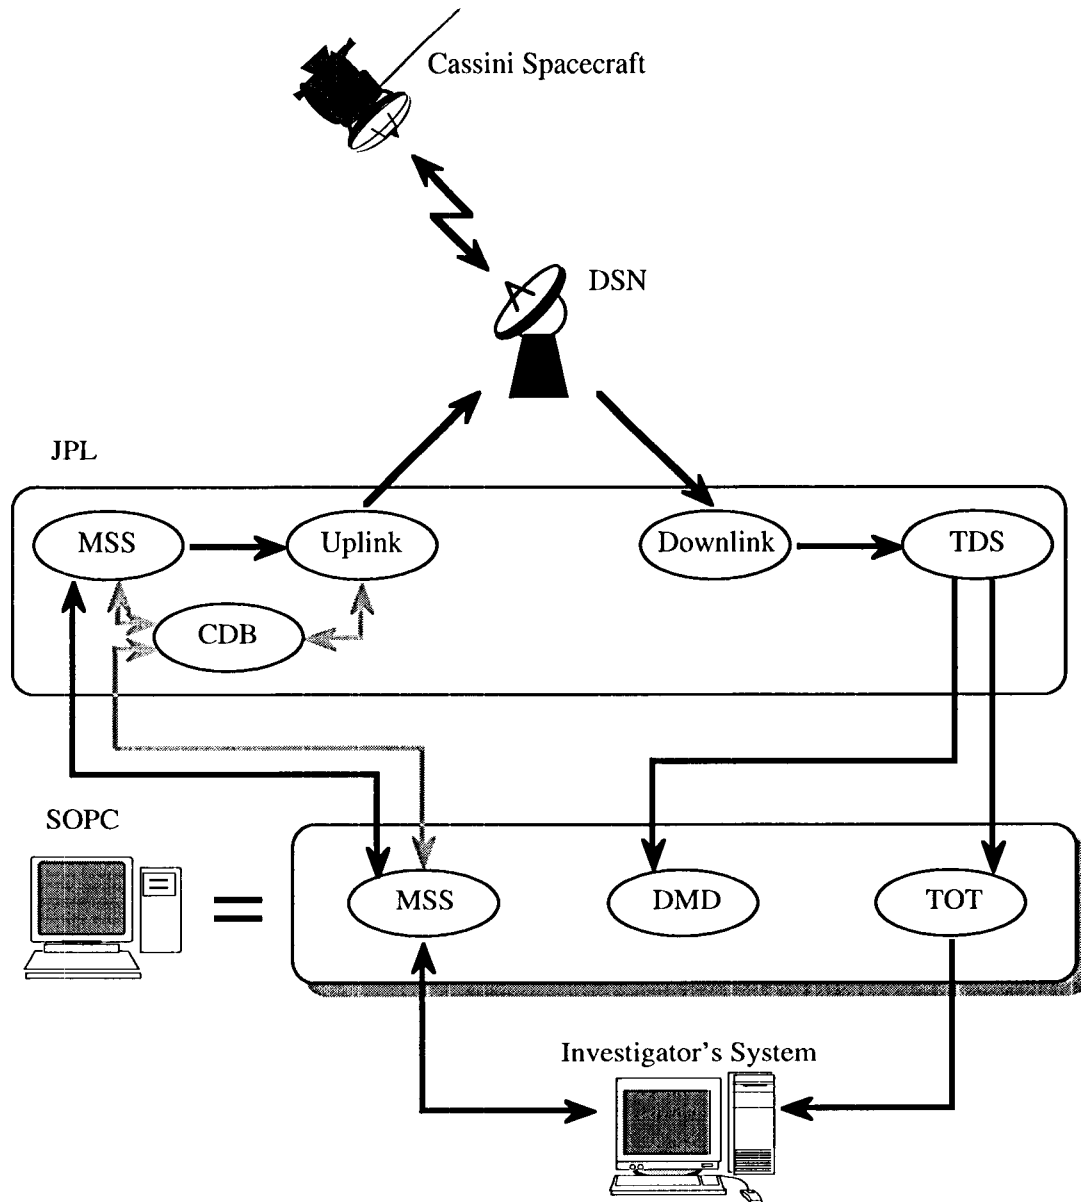 Cassini Spacecraft
DSN
JPL
MSS
Uplink
Downlink
TDS
CDB
SOPC
MSS
DMD
TOT
Investigator's System